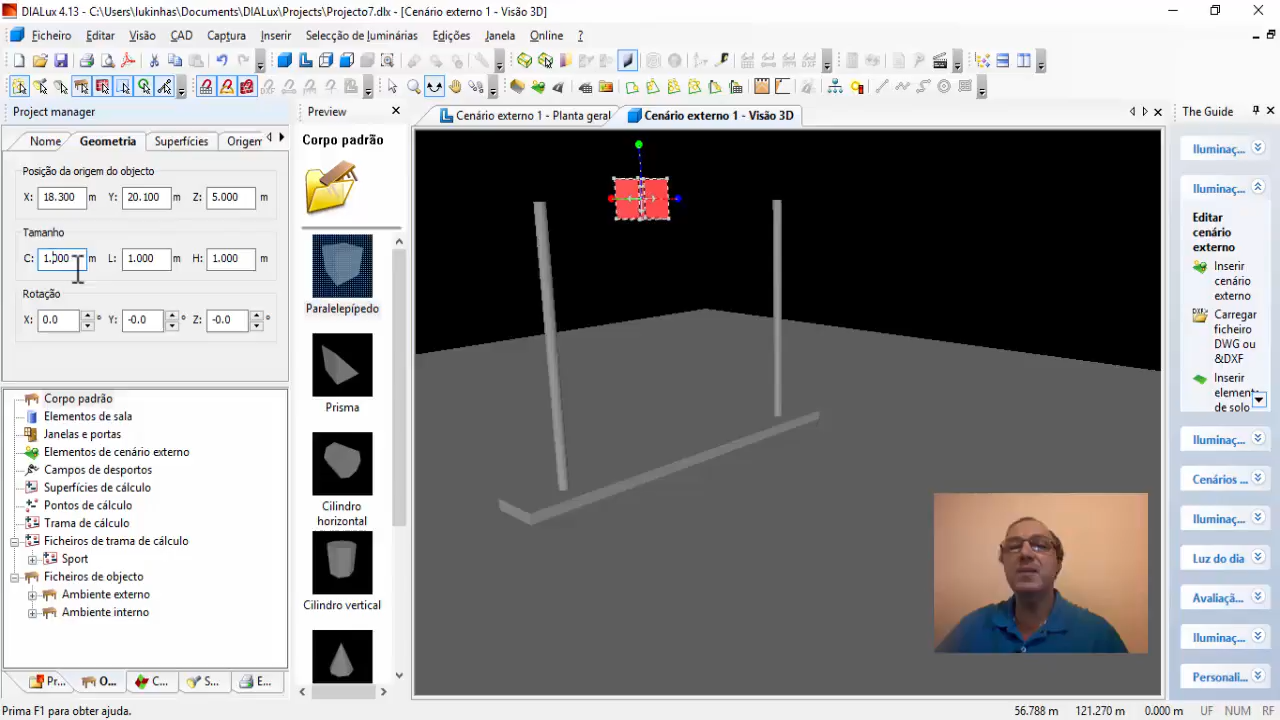 DIALux 4.13 - C:\Users\lukinhas\Documents\DIALux\Projects\Projecto7.dlx - [Cenário externo 1 - Visão 3D]
Ficheiro Editar Visão CAD Captura Inserir Selecção de luminárias Edições Janela Online ?
Project manager
Nome Geometria Superfícies Origem
Posição da origem do objecto
X: 18.300 m Y: 20.100 m Z: 5.000 m
Tamanho
C: 1.000 m L: 1.000 m H: 1.000 m
Rotação
X: 0.0 ° Y: -0.0 ° Z: -0.0 °
Corpo padrão
Elementos de sala
Janelas e portas
Elementos de cenário externo
Campos de desportos
Superfícies de cálculo
Pontos de cálculo
Trama de cálculo
Ficheiros de trama de cálculo
Sport
Ficheiros de objecto
Ambiente externo
Ambiente interno
Pr... O... C... S... E...
Preview
Corpo padrão
Paralelepípedo
Prisma
Cilindro
horizontal
Cilindro vertical
Cenário externo 1 - Planta geral
Cenário externo 1 - Visão 3D
The Guide
Iluminaç...
Iluminaç...
Editar
cenário
externo
Inserir
cenário
externo
Carregar
ficheiro
DWG ou
&DXF
Inserir
element
de solo
Iluminaç...
Cenários ...
Iluminaç...
Luz do dia
Avaliaçã...
Iluminaç...
Personali...
Prima F1 para obter ajuda.
56.788 m 121.270 m 0.000 m UF NUM RF